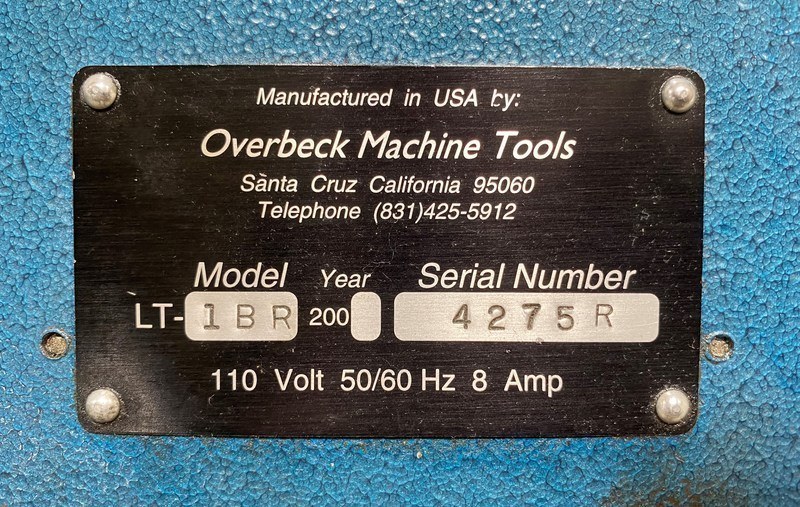 Manufactured in USA by:
Overbeck Machine Tools
Santa Cruz California 95060
Telephone (831)425-5912
Model Year Serial Number
LT-1BR 200 4275R
110 Volt 50/60 Hz 8 Amp